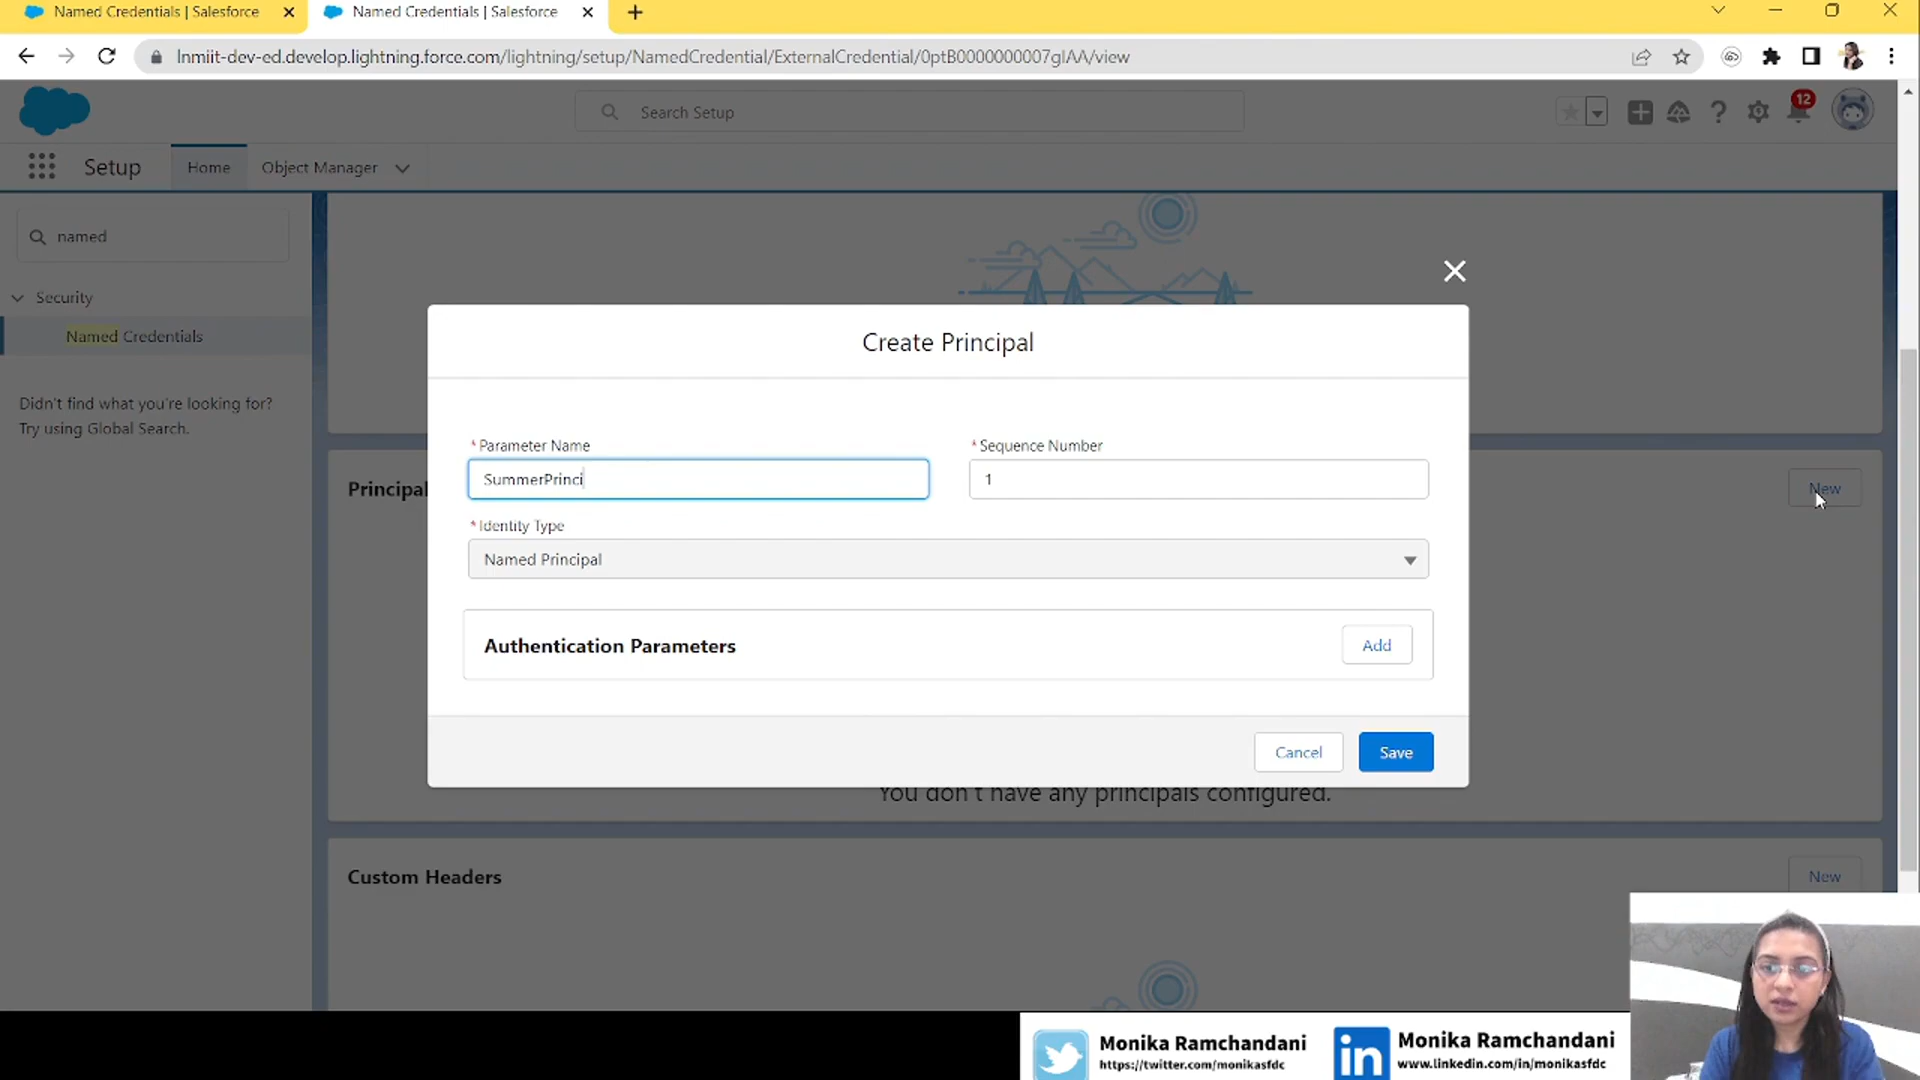 Named Credentials | Salesforce
Named Credentials | Salesforce
lnmiit-dev-ed.develop.lightning.force.com/lightning/setup/NamedCredential/ExternalCredential/0ptB0000000007gIAA/view
Search Setup
12
Setup
Home
Object Manager
named
Security
Named Credentials
Didn't find what you're looking for?
Try using Global Search.
Create Principal
* Parameter Name
* Sequence Number
SummerPrinci
1
Principal
New
* Identity Type
Named Principal
Authentication Parameters
Add
Cancel
Save
You don't have any principals configured.
Custom Headers
New
Monika Ramchandani
https://twitter.com/monikasfdc
in
Monika Ramchandani
www.linkedin.com/in/monikasfdc